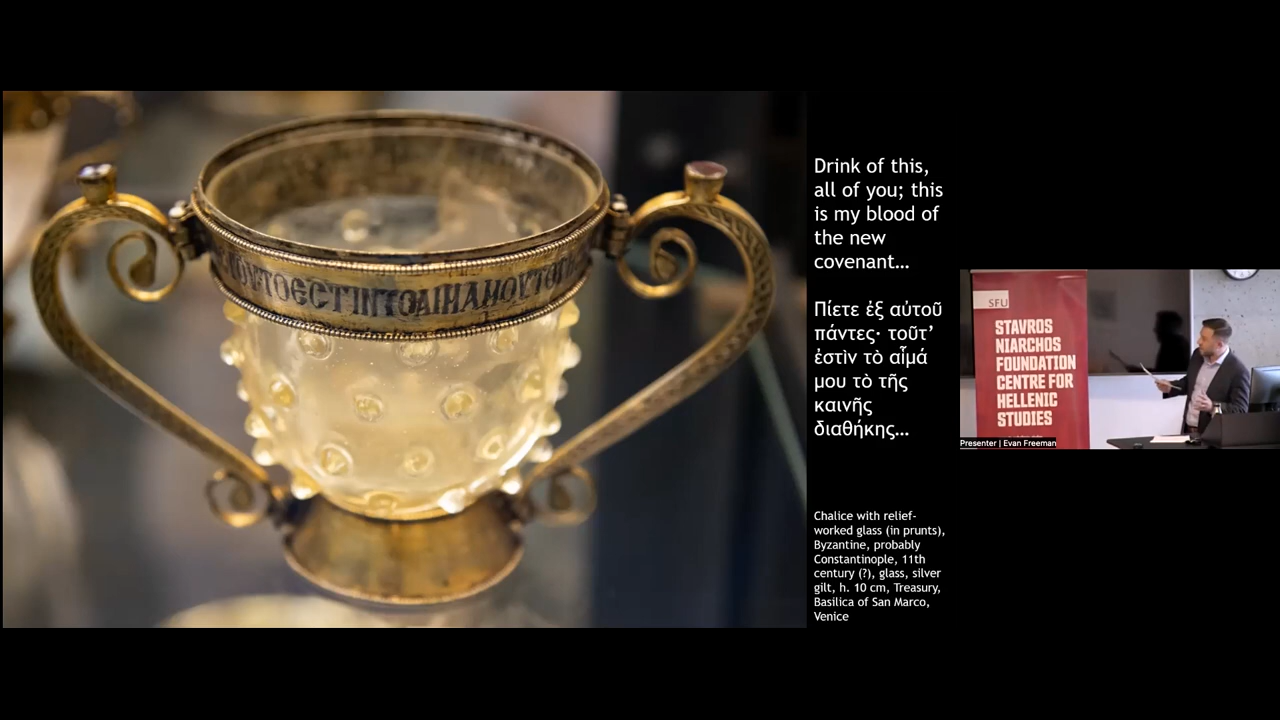 ΟΥΤΟΕCΤΙΝΤΟΑΙΜΑΜΟΥΤΟΤ
Drink of this,
all of you; this
is my blood of
the new
covenant...
Πίετε ἐξ αὐτοῦ
πάντες· τοῦτ’
ἐστὶν τὸ αἷμά
μου τὸ τῆς
καινῆς
διαθήκης...
Chalice with relief-
worked glass (in prunts),
Byzantine, probably
Constantinople, 11th
century (?), glass, silver
gilt, h. 10 cm, Treasury,
Basilica of San Marco,
Venice
SFU
STAVROS
NIARCHOS
FOUNDATION
CENTRE FOR
HELLENIC
STUDIES
Presenter | Evan Freeman